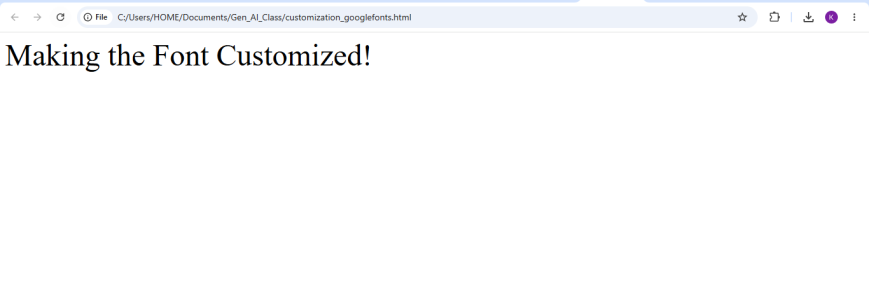 File C:/Users/HOME/Documents/Gen_AI_Class/customization_googlefonts.html K
Making the Font Customized!